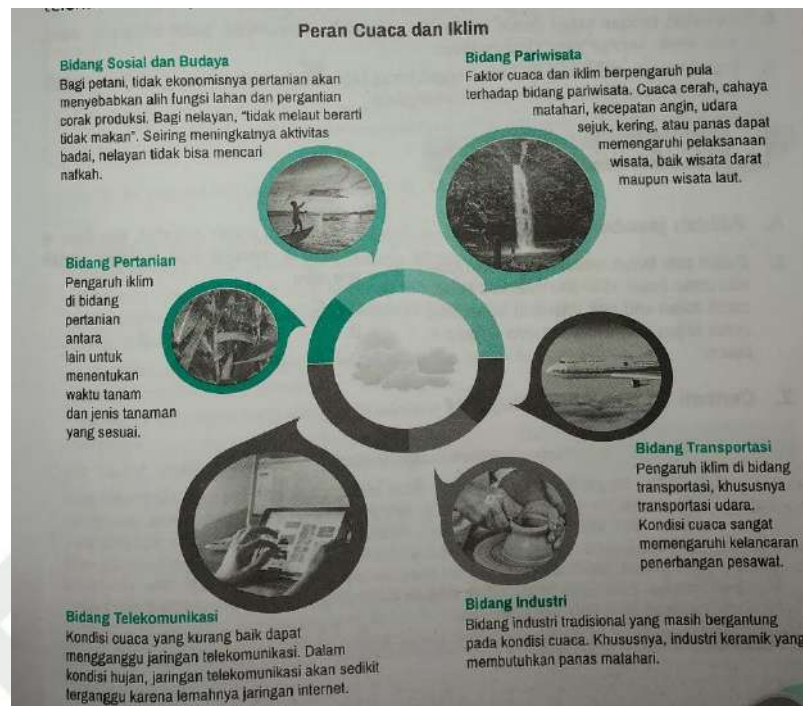 Peran Cuaca dan Iklim
Bidang Sosial dan Budaya
Bagi petani, tidak ekonomisnya pertanian akan
menyebabkan alih fungsi lahan dan pergantian
corak produksi. Bagi nelayan, "tidak melaut berarti
tidak makan". Seiring meningkatnya aktivitas
badai, nelayan tidak bisa mencari
nafkah.
Bidang Pariwisata
Faktor cuaca dan iklim berpengaruh pula
terhadap bidang pariwisata. Cuaca cerah, cahaya
matahari, kecepatan angin, udara
sejuk, kering, atau panas dapat
memengaruhi pelaksanaan
wisata, baik wisata darat
maupun wisata laut.
Bidang Pertanian
Pengaruh iklim
di bidang
pertanian
antara
lain untuk
menentukan
waktu tanam
dan jenis tanaman
yang sesuai.
Bidang Transportasi
Pengaruh iklim di bidang
transportasi, khususnya
transportasi udara.
Kondisi cuaca sangat
memengaruhi kelancaran
penerbangan pesawat.
Bidang Telekomunikasi
Kondisi cuaca yang kurang baik dapat
mengganggu jaringan telekomunikasi. Dalam
kondisi hujan, jaringan telekomunikasi akan sedikit
terganggu karena lemahnya jaringan internet.
Bidang Industri
Bidang industri tradisional yang masih bergantung
pada kondisi cuaca. Khususnya, industri keramik yang
membutuhkan panas matahari.